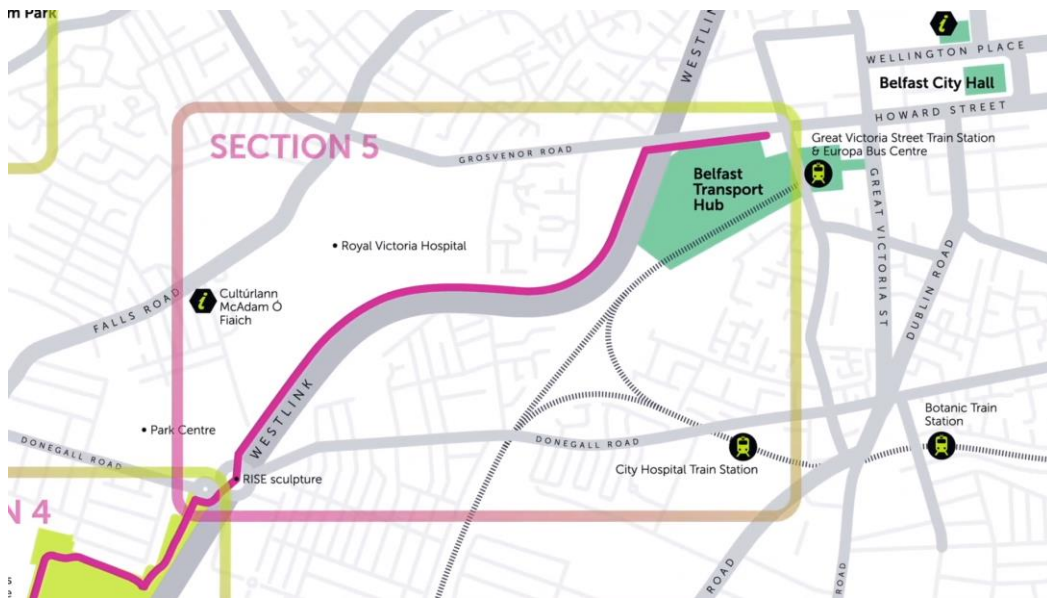 m Park
WESTLINK
WELLINGTON PLACE
Belfast City Hall
HOWARD STREET
SECTION 5
GROSVENOR ROAD
Great Victoria Street Train Station
& Europa Bus Centre
Belfast
Transport
Hub
GREAT VICTORIA ST
DUBLIN ROAD
Royal Victoria Hospital
i
Cultúrlann
McAdam Ó
Fiaich
FALLS ROAD
WESTLINK
Park Centre
DONEGALL ROAD
DONEGALL ROAD
Botanic Train
Station
City Hospital Train Station
RISE sculpture
N 4
ROAD
ROAD
s
e
i